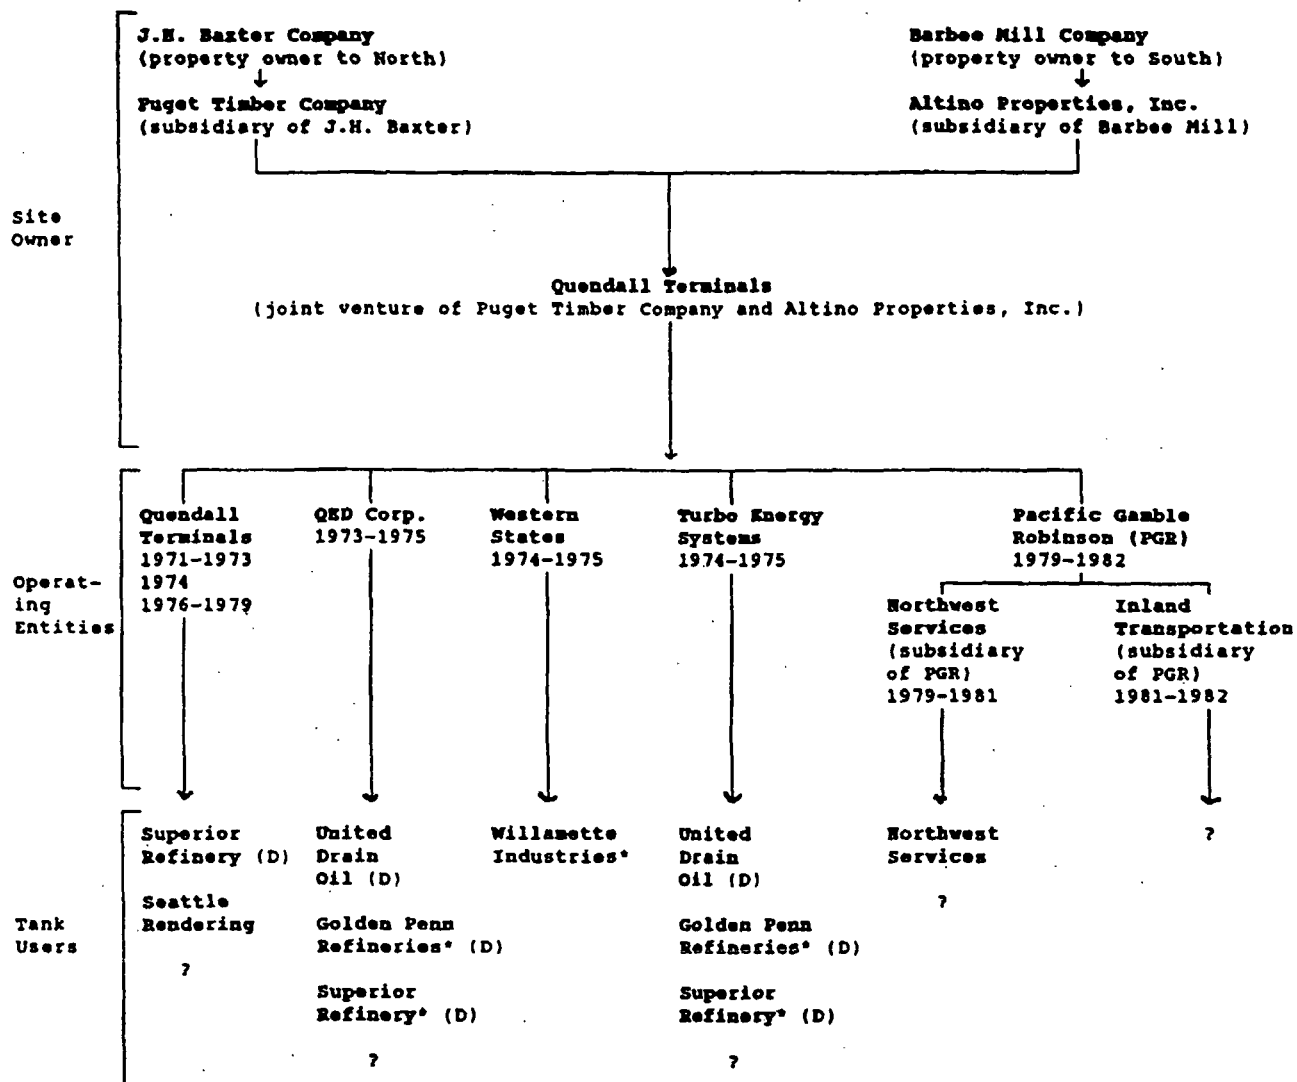 J.H. Baxter Company
(property owner to North)
Puget Timber Company
(subsidiary of J.H. Baxter)
Barbee Mill Company
(property owner to South)
Altino Properties, Inc.
(subsidiary of Barbee Mill)
Site
Owner
Quendall Terminals
(joint venture of Puget Timber Company and Altino Properties, Inc.)
Operat-
ing
Entities
Quendall
Terminals
1971-1973
1974
1976-1979
QED Corp.
1973-1975
Western
States
1974-1975
Turbo Energy
Systems
1974-1975
Pacific Gamble
Robinson (PGR)
1979-1982
Northwest
Services
(subsidiary
of PGR)
1979-1981
Inland
Transportation
(subsidiary
of PGR)
1981-1982
Tank
Users
Superior
Refinery (D)
Seattle
Rendering
?
United
Drain
Oil (D)
Golden Penn
Refineries* (D)
Superior
Refinery* (D)
?
Willamette
Industries*
United
Drain
Oil (D)
Golden Penn
Refineries* (D)
Superior
Refinery* (D)
?
Northwest
Services
?
?